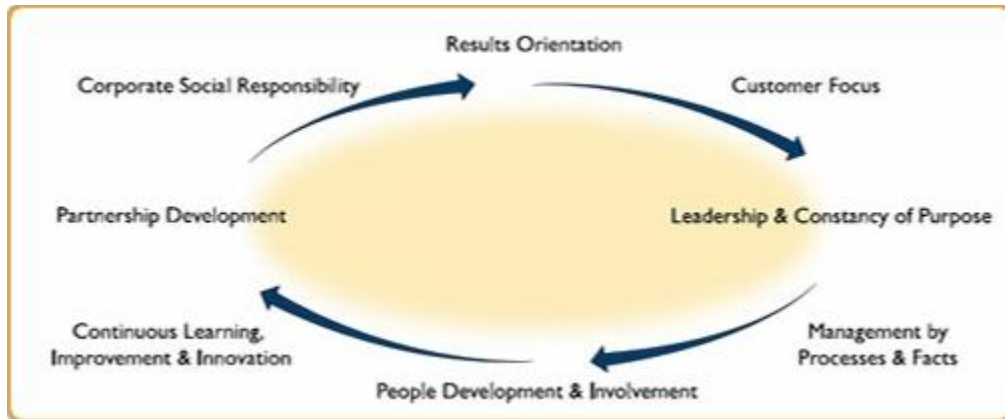 Results Orientation
Corporate Social Responsibility
Customer Focus
Partnership Development
Leadership & Constancy of Purpose
Continuous Learning,
Improvement & Innovation
Management by
Processes & Facts
People Development & Involvement